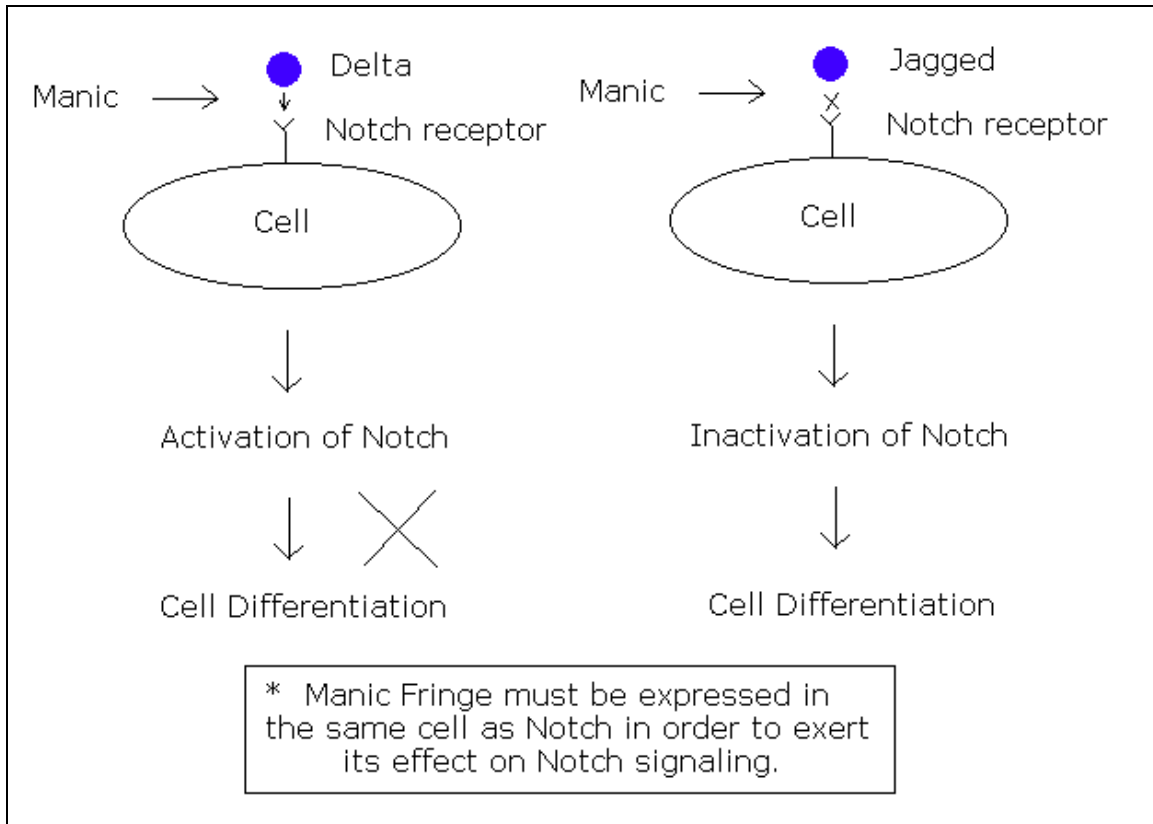 Delta
Manic
Notch receptor
Cell
Activation of Notch
Cell Differentiation
Jagged
Manic
Notch receptor
Cell
Inactivation of Notch
Cell Differentiation
* Manic Fringe must be expressed in
the same cell as Notch in order to exert
its effect on Notch signaling.